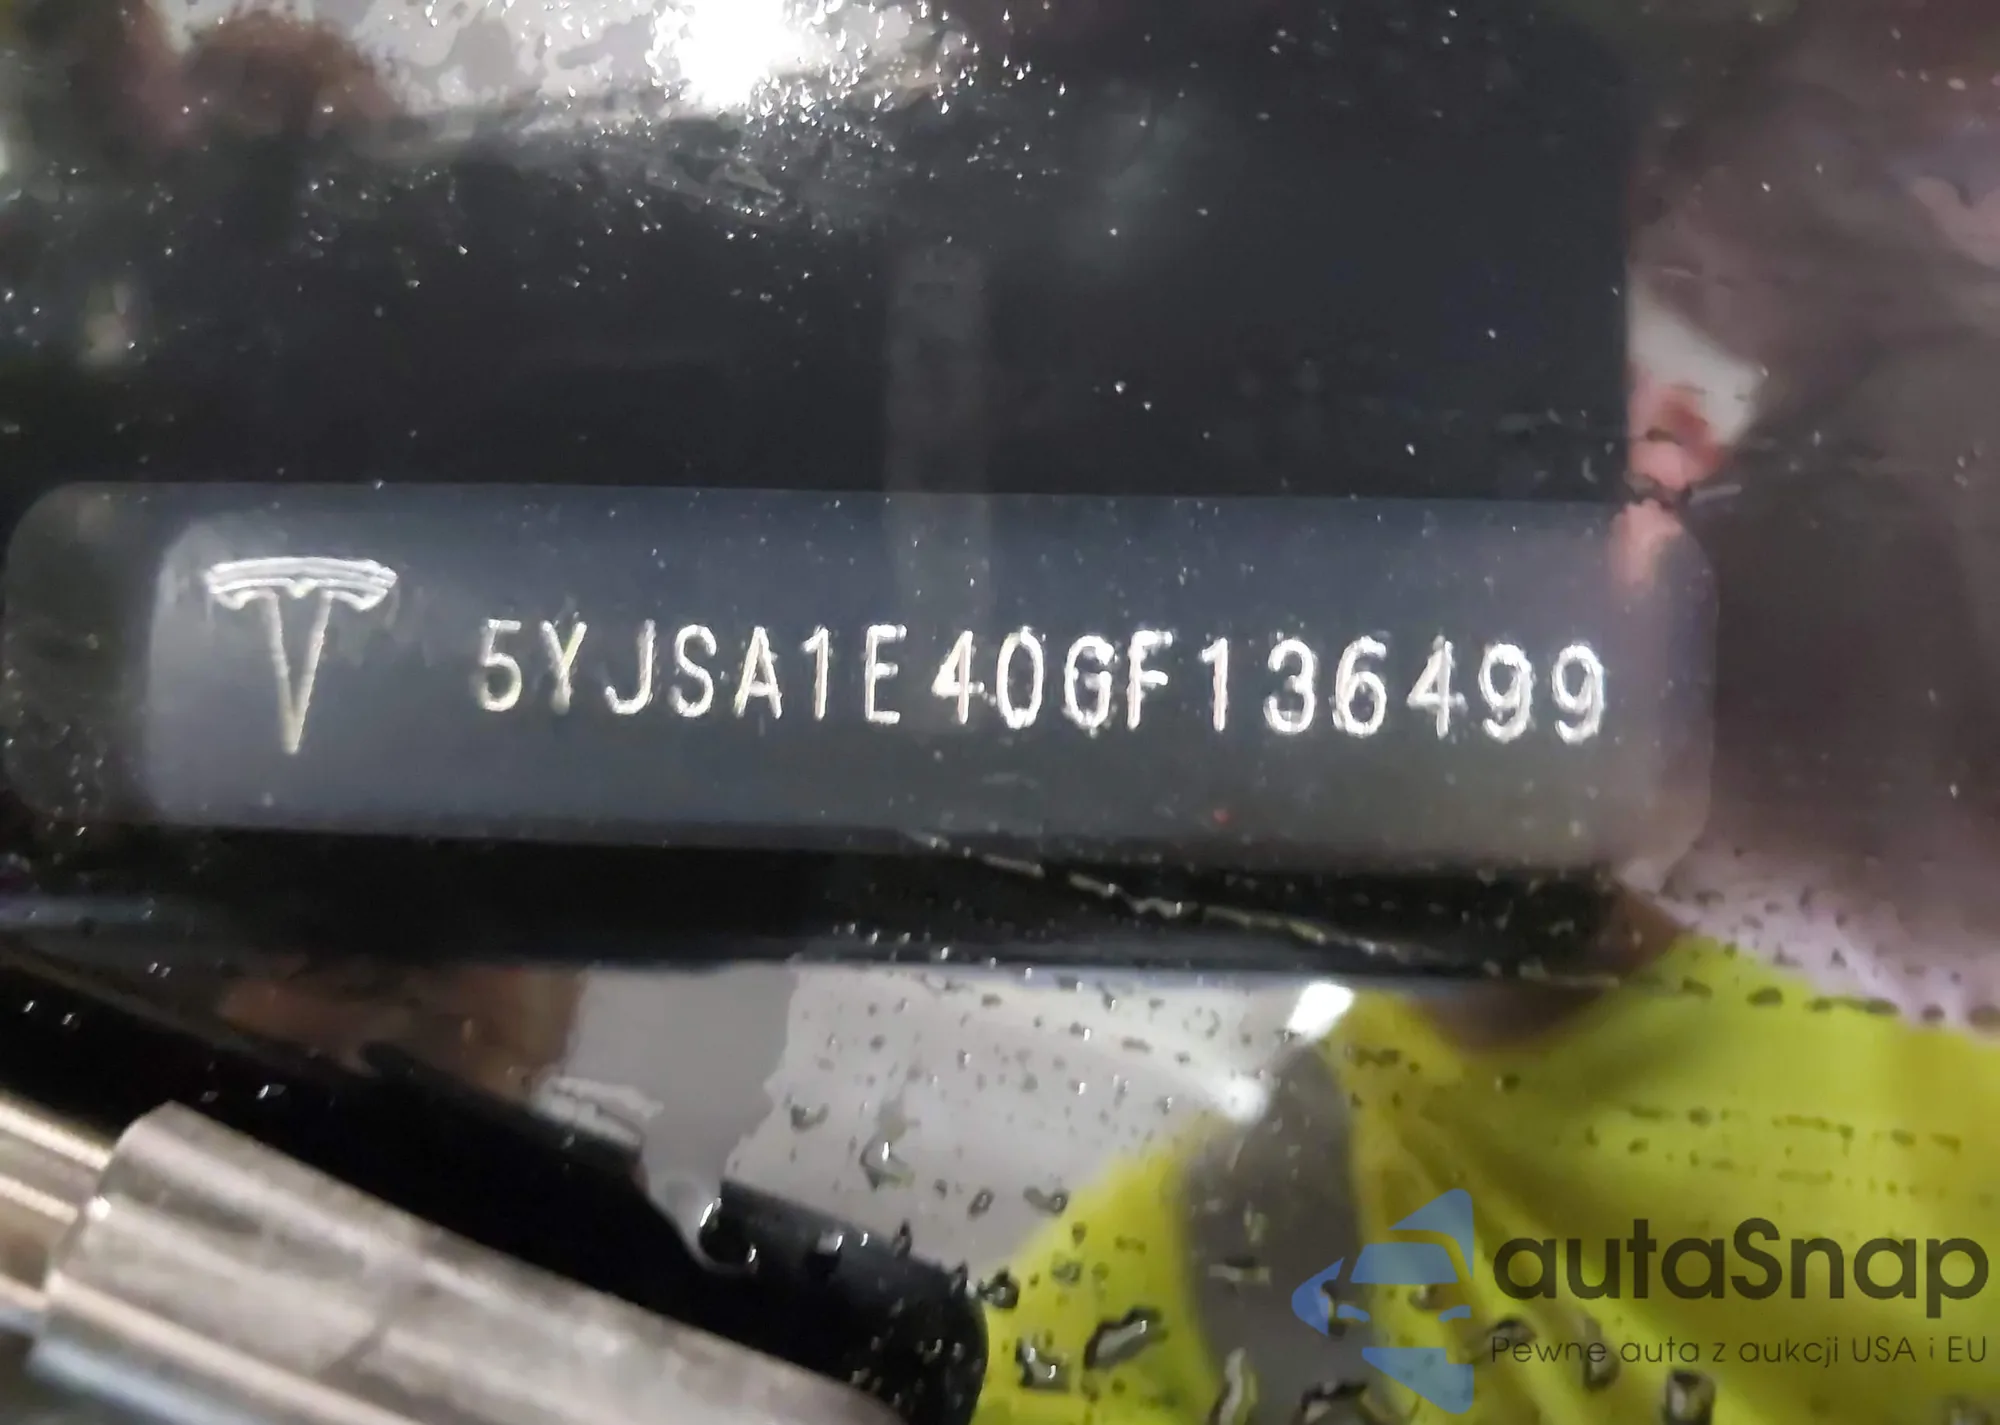 5YJSA1E40GF136499
autaSnap
Pewne auta z aukcji USA i EU